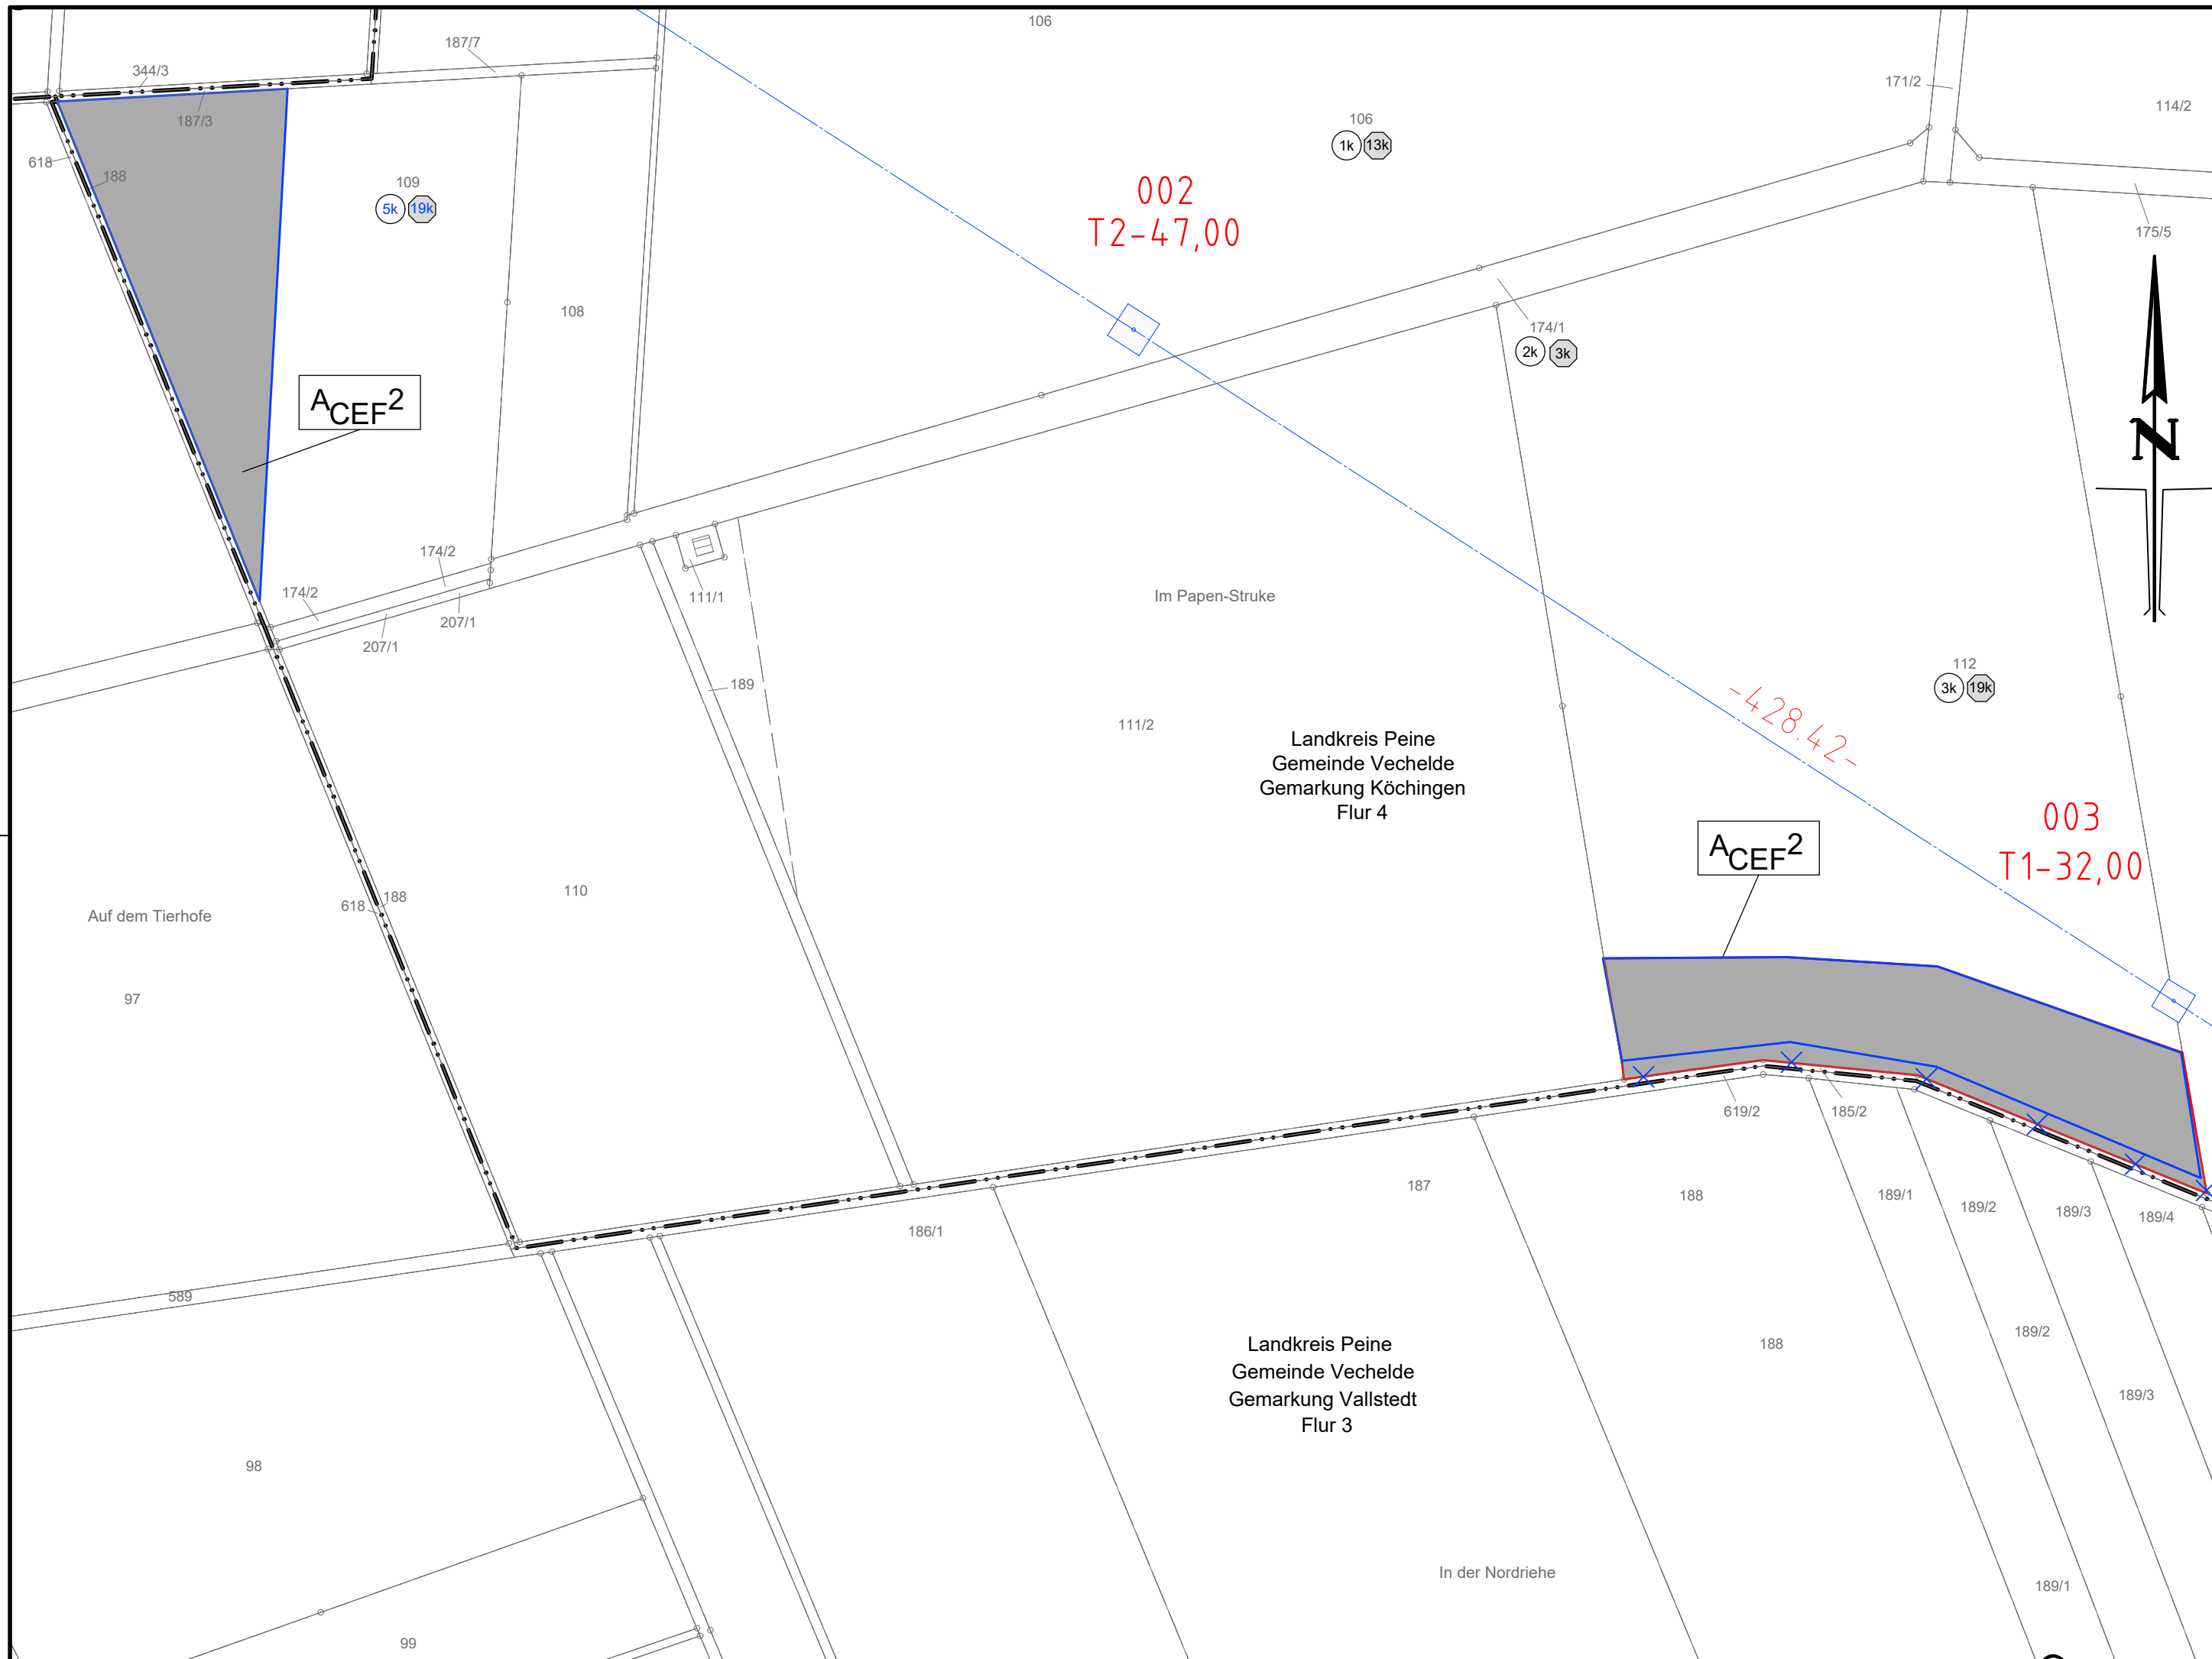 106
187/7
344/3
171/2
114/2
187/3
106
1k 13k
618
188
109
5k 19k
002
T2-47,00
175/5
108
174/1
2k 3k
A CEF 2
N
174/2
174/2
111/1
207/1
207/1
Im Papen-Struke
189
111/2
112
3k 19k
-428.42-
Landkreis Peine
Gemeinde Vechelde
Gemarkung Köchingen
Flur 4
003
T1-32,00
A CEF 2
110
188
618
Auf dem Tierhofe
97
619/2
185/2
187
188
189/1
189/2
189/3
189/4
186/1
589
Landkreis Peine
Gemeinde Vechelde
Gemarkung Vallstedt
Flur 3
188
189/2
189/3
98
In der Nordriehe
189/1
99